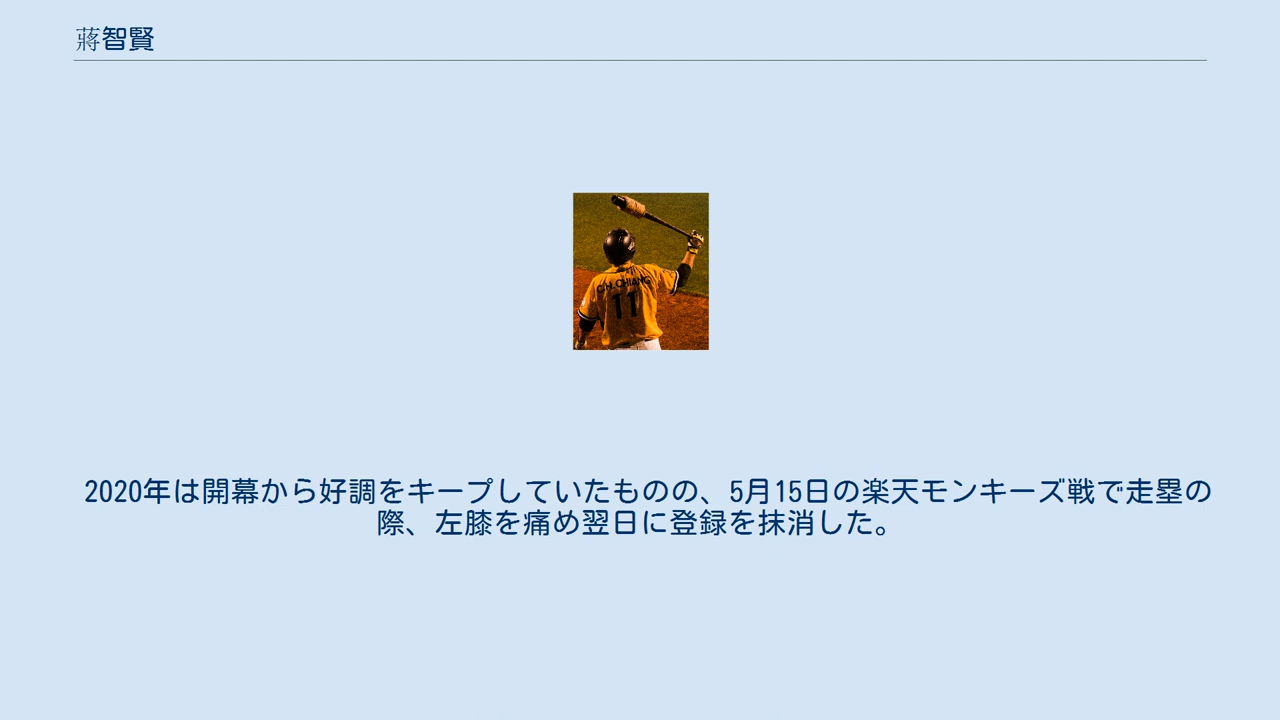 蔣智賢
C.H. CHIANG
11
2020年は開幕から好調をキープしていたものの、5月15日の楽天モンキーズ戦で走塁の
際、左膝を痛め翌日に登録を抹消した。